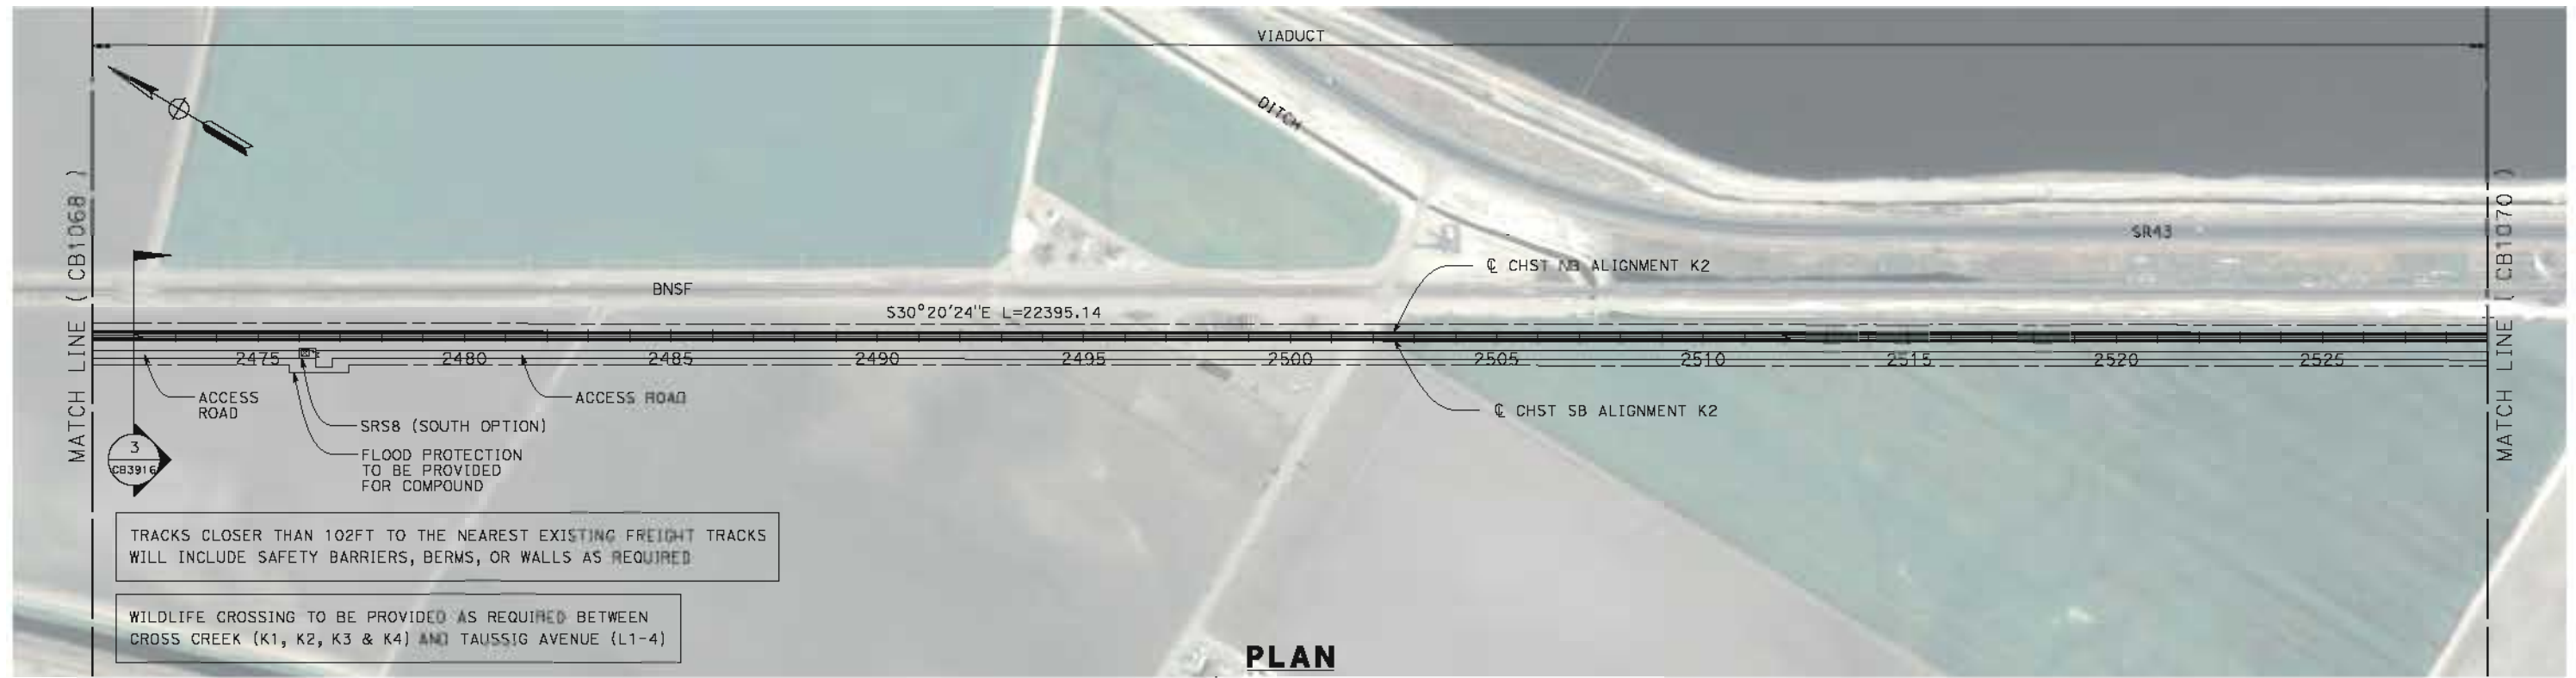 VIADUCT
DITCH
MATCH LINE ( CB1068 )
MATCH LINE ( CB1070 )
SR43
℄ CHST NB ALIGNMENT K2
BNSF
S30°20'24"E L=22395.14
2475
2480
2485
2490
2495
2500
2505
2510
2515
2520
2525
ACCESS
ROAD
ACCESS ROAD
℄ CHST SB ALIGNMENT K2
SRS8 (SOUTH OPTION)
3
CB3916
FLOOD PROTECTION
TO BE PROVIDED
FOR COMPOUND
TRACKS CLOSER THAN 102FT TO THE NEAREST EXISTING FREIGHT TRACKS
WILL INCLUDE SAFETY BARRIERS, BERMS, OR WALLS AS REQUIRED
WILDLIFE CROSSING TO BE PROVIDED AS REQUIRED BETWEEN
CROSS CREEK (K1, K2, K3 & K4) AND TAUSSIG AVENUE (L1-4)
PLAN